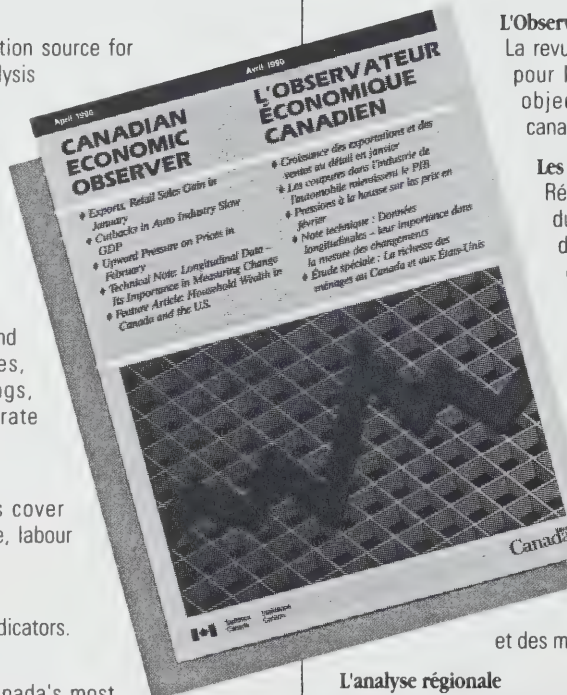 tion source for
lysis
nd
es,
ngs,
rate
s cover
e, labour
dicators.
nada's most
April 1990
CANADIAN
ECONOMIC
OBSERVER
♦ Exports, Retail Sales Gain in
January
♦ Cutbacks in Auto Industry Slow
GDP
♦ Upward Pressure on Prices in
February
♦ Technical Note: Longitudinal Data –
Its Importance in Measuring Change
♦ Feature Article: Household Wealth in
Canada and the U.S.
Avril 1990
L'OBSERVATEUR
ÉCONOMIQUE
CANADIEN
♦ Croissance des exportations et des
ventes au détail en janvier
♦ Les coupures dans l'industrie de
l'automobile ralentissent le PIB
♦ Pressions à la hausse sur les prix en
février
♦ Note technique : Données
longitudinales – leur importance dans
la mesure des changements
♦ Étude spéciale : La richesse des
ménages au Canada et aux États-Unis
Statistics Canada
Statistique Canada
Canada
L'Observ
La revu
pour l
objec
cana
Les
Ré
du
d
et des m
L'analyse régionale